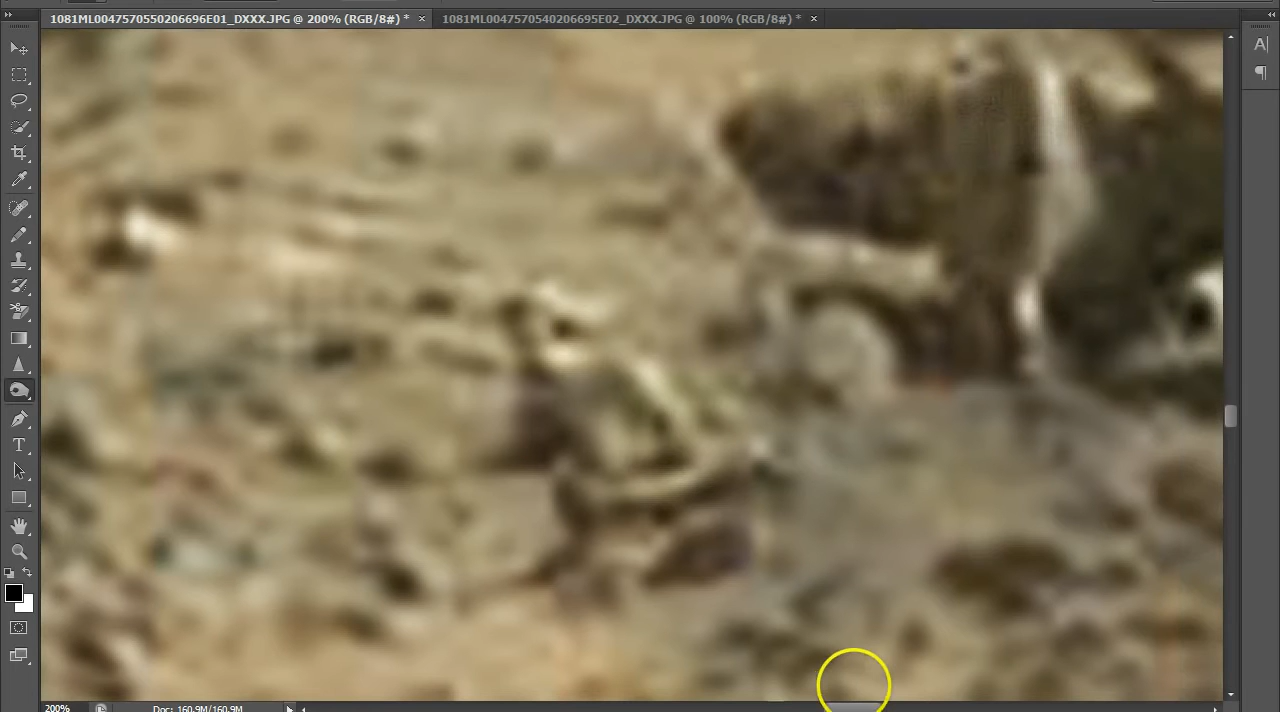 1081ML0047570550206696E01_DXXX.JPG @ 200% (RGB/8#) * × 1081ML0047570540206695E02_DXXX.JPG @ 100% (RGB/8#) * ×
A
T
200% Doc: 160.9M/160.9M